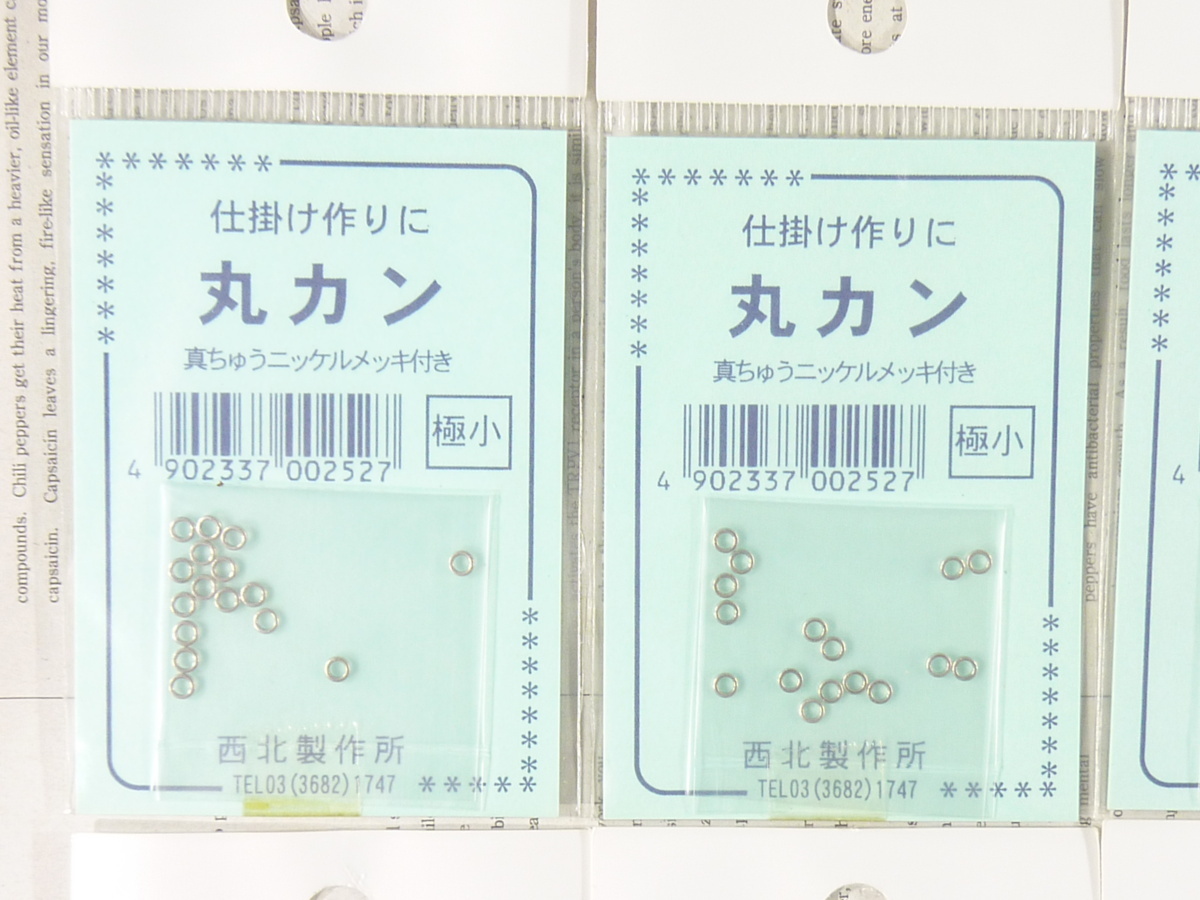 compounds. Chili peppers get their heat from a heavier, oil-like element c
capsaicin. Capsaicin leaves a lingering, fire-like sensation in our mo
*******
仕掛け作りに
丸カン
真ちゅうニッケルメッキ付き
極小
4 902337 002527
西北製作所
TEL03(3682)1747 *****
*******
仕掛け作りに
丸カン
真ちゅうニッケルメッキ付き
極小
4 902337 002527
西北製作所
TEL03(3682)1747 *****
peppers have antibacterial properties that can slow
4